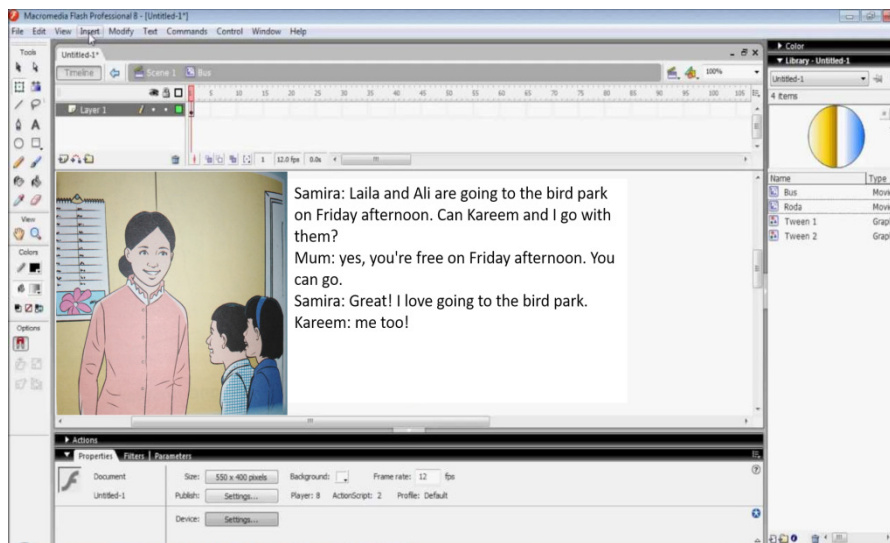 Macromedia Flash Professional 8 - [Untitled-1*]
File Edit View Insert Modify Text Commands Control Window Help
Tools
Untitled-1*
Timeline Scene 1 Bus 100%
Layer 1
5 10 15 20 25 30 35 40 45 50 55 60 65 70 75 80 85 90 95 100 105
1 12.0 fps 0.0s
View
Colors
Options
Samira: Laila and Ali are going to the bird park
on Friday afternoon. Can Kareem and I go with
them?
Mum: yes, you're free on Friday afternoon. You
can go.
Samira: Great! I love going to the bird park.
Kareem: me too!
Actions
Properties Filters Parameters
Document Size: 550 x 400 pixels Background: Frame rate: 12 fps
Untitled-1 Publish: Settings... Player: 8 ActionScript: 2 Profile: Default
Device: Settings...
Color
Library - Untitled-1
Untitled-1
4 items
Name Type
Bus Movi
Roda Movi
Tween 1 Grap
Tween 2 Grap